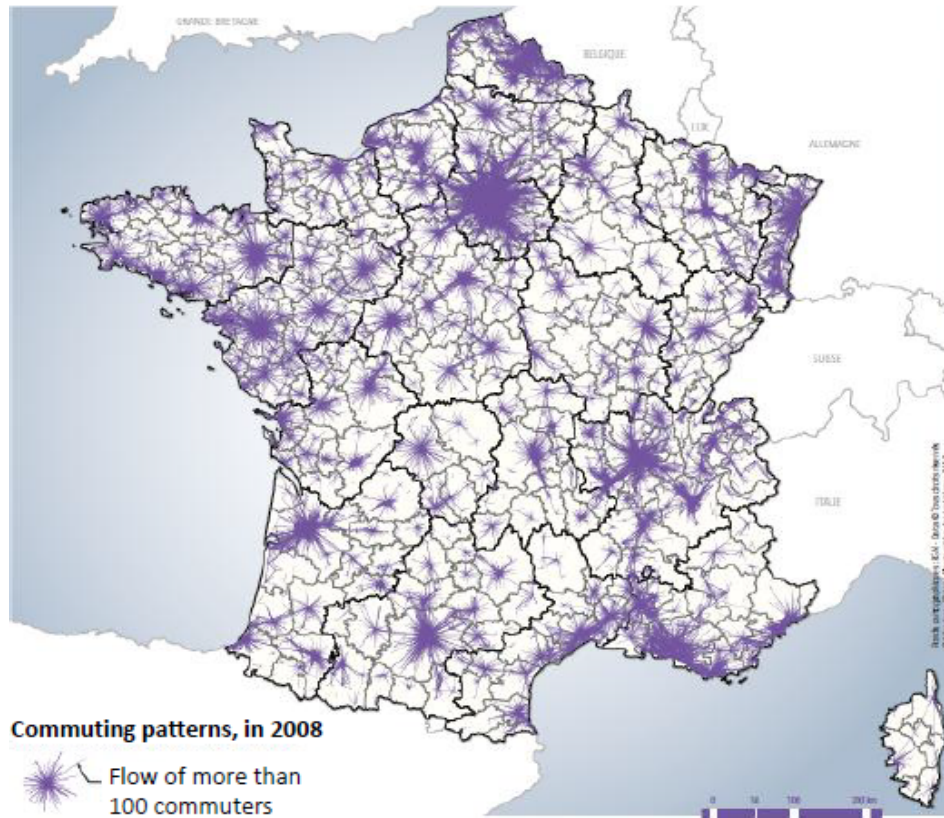 GRANDE BRETAGNE
BELGIQUE
LUX.
ALLEMAGNE
SUISSE
ITALIE
Commuting patterns, in 2008
Flow of more than
100 commuters
0 50 100 200 km